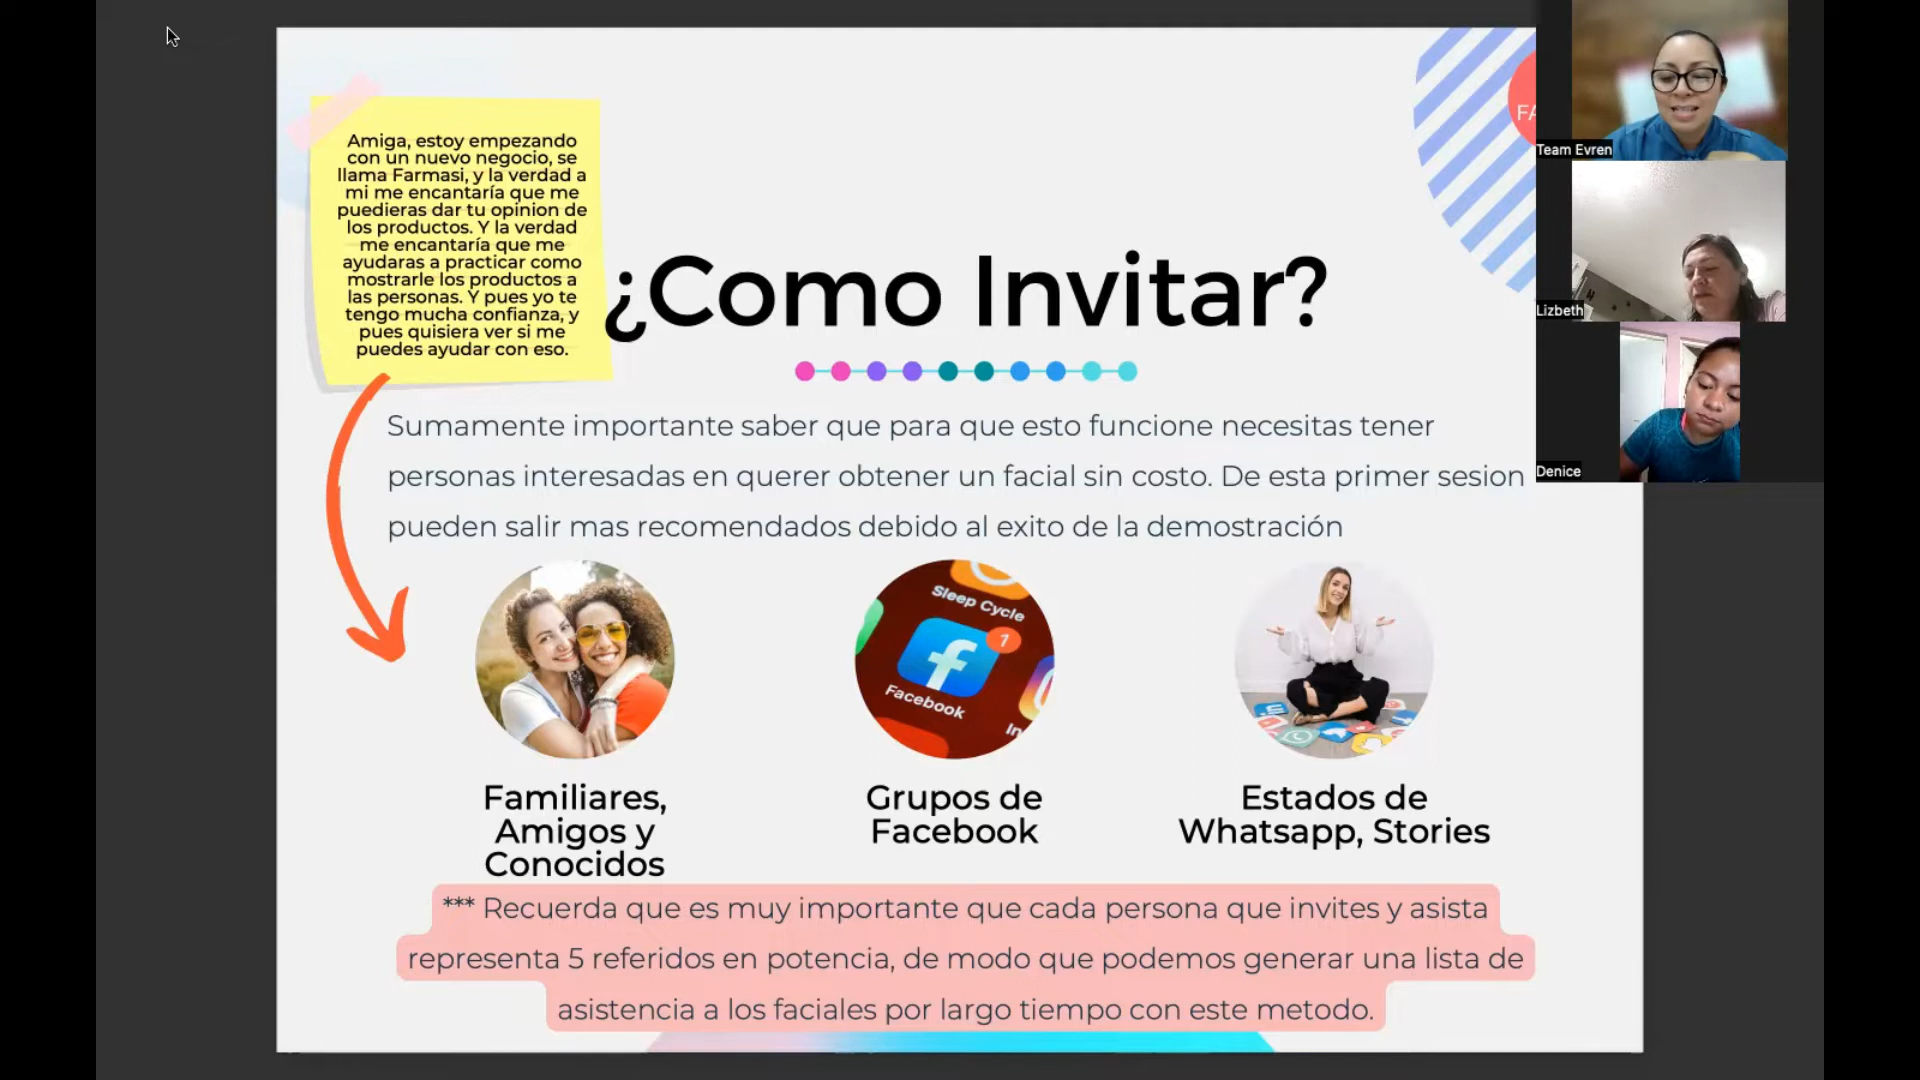 Amiga, estoy empezando
con un nuevo negocio, se
llama Farmasi, y la verdad a
mi me encantaría que me
puedieras dar tu opinion de
los productos. Y la verdad
me encantaría que me
ayudaras a practicar como
mostrarle los productos a
las personas. Y pues yo te
tengo mucha confianza, y
pues quisiera ver si me
puedes ayudar con eso.
FA
Team Evren
Lizbeth
Denice
¿Como Invitar?
Sumamente importante saber que para que esto funcione necesitas tener
personas interesadas en querer obtener un facial sin costo. De esta primer sesion
pueden salir mas recomendados debido al exito de la demostración
Sleep Cycle
1
Facebook
In
Familiares,
Amigos y
Conocidos
Grupos de
Facebook
Estados de
Whatsapp, Stories
*** Recuerda que es muy importante que cada persona que invites y asista
representa 5 referidos en potencia, de modo que podemos generar una lista de
asistencia a los faciales por largo tiempo con este metodo.